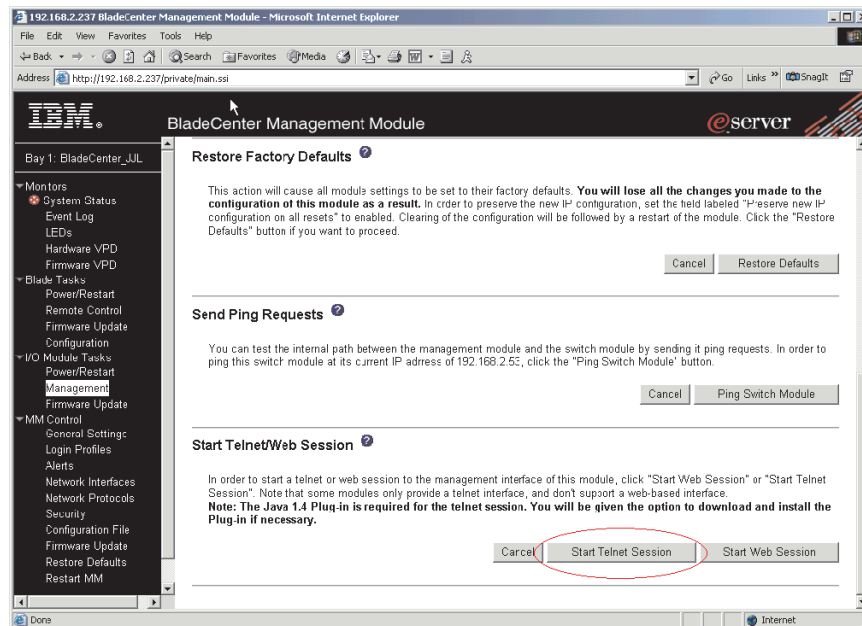 192.168.2.237 BladeCenter Management Module - Microsoft Internet Explorer
File Edit View Favorites Tools Help
Back Search Favorites Media
Address http://192.168.2.237/private/main.ssi Go Links » SnagIt
IBM®
BladeCenter Management Module
eserver
Bay 1: BladeCenter_JJL
Monitors
System Status
Event Log
LEDs
Hardware VPD
Firmware VPD
Blade Tasks
Power/Restart
Remote Control
Firmware Update
Configuration
I/O Module Tasks
Power/Restart
Management
Firmware Update
MM Control
General Settings
Login Profiles
Alerts
Network Interfaces
Network Protocols
Security
Configuration File
Firmware Update
Restore Defaults
Restart MM
Restore Factory Defaults ?
This action will cause all module settings to be set to their factory defaults. You will lose all the changes you made to the
configuration of this module as a result. In order to preserve the new IP configuration, set the field labeled "Preserve new IP
configuration on all resets" to enabled. Clearing of the configuration will be followed by a restart of the module. Click the "Restore
Defaults" button if you want to proceed.
Cancel Restore Defaults
Send Ping Requests ?
You can test the internal path between the management module and the switch module by sending it ping requests. In order to
ping this switch module at its current IP address of 192.168.2.53, click the "Ping Switch Module" button.
Cancel Ping Switch Module
Start Telnet/Web Session ?
In order to start a telnet or web session to the management interface of this module, click "Start Web Session" or "Start Telnet
Session". Note that some modules only provide a telnet interface, and don't support a web-based interface.
Note: The Java 1.4 Plug-in is required for the telnet session. You will be given the option to download and install the
Plug-in if necessary.
Cancel Start Telnet Session Start Web Session
Done Internet